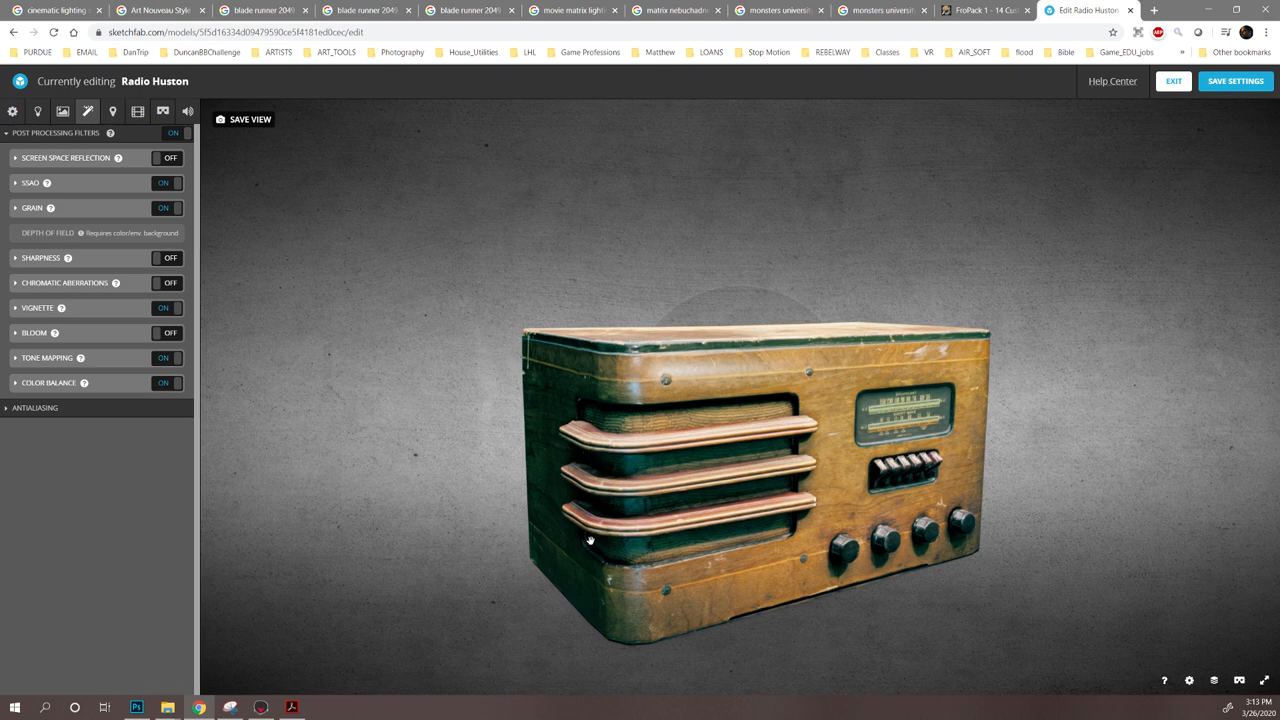 cinematic lighting s
Art Nouveau Style
blade runner 2049
blade runner 2049
blade runner 2049
movie matrix lighti
matrix nebuchadne
monsters university
monsters university
FroPack 1 - 14 Cust
Edit Radio Huston
sketchfab.com/models/5f5d16334d09479590ce5f4181ed0cec/edit
PURDUE
EMAIL
DanTrip
DuncanBBChallenge
ARTISTS
ART_TOOLS
Photography
House_Utilities
LHL
Game Professions
Matthew
LOANS
Stop Motion
REBELWAY
Classes
VR
AIR_SOFT
flood
Bible
Game_EDU_jobs
Other bookmarks
Currently editing Radio Huston
Help Center
EXIT
SAVE SETTINGS
SAVE VIEW
POST PROCESSING FILTERS ? ON
SCREEN SPACE REFLECTION ? OFF
SSAO ? ON
GRAIN ? ON
DEPTH OF FIELD Requires color/env background
SHARPNESS ? OFF
CHROMATIC ABERRATIONS ? OFF
VIGNETTE ? ON
BLOOM ? OFF
TONE MAPPING ? ON
COLOR BALANCE ? ON
ANTIALIASING
?
3:13 PM
3/26/2020